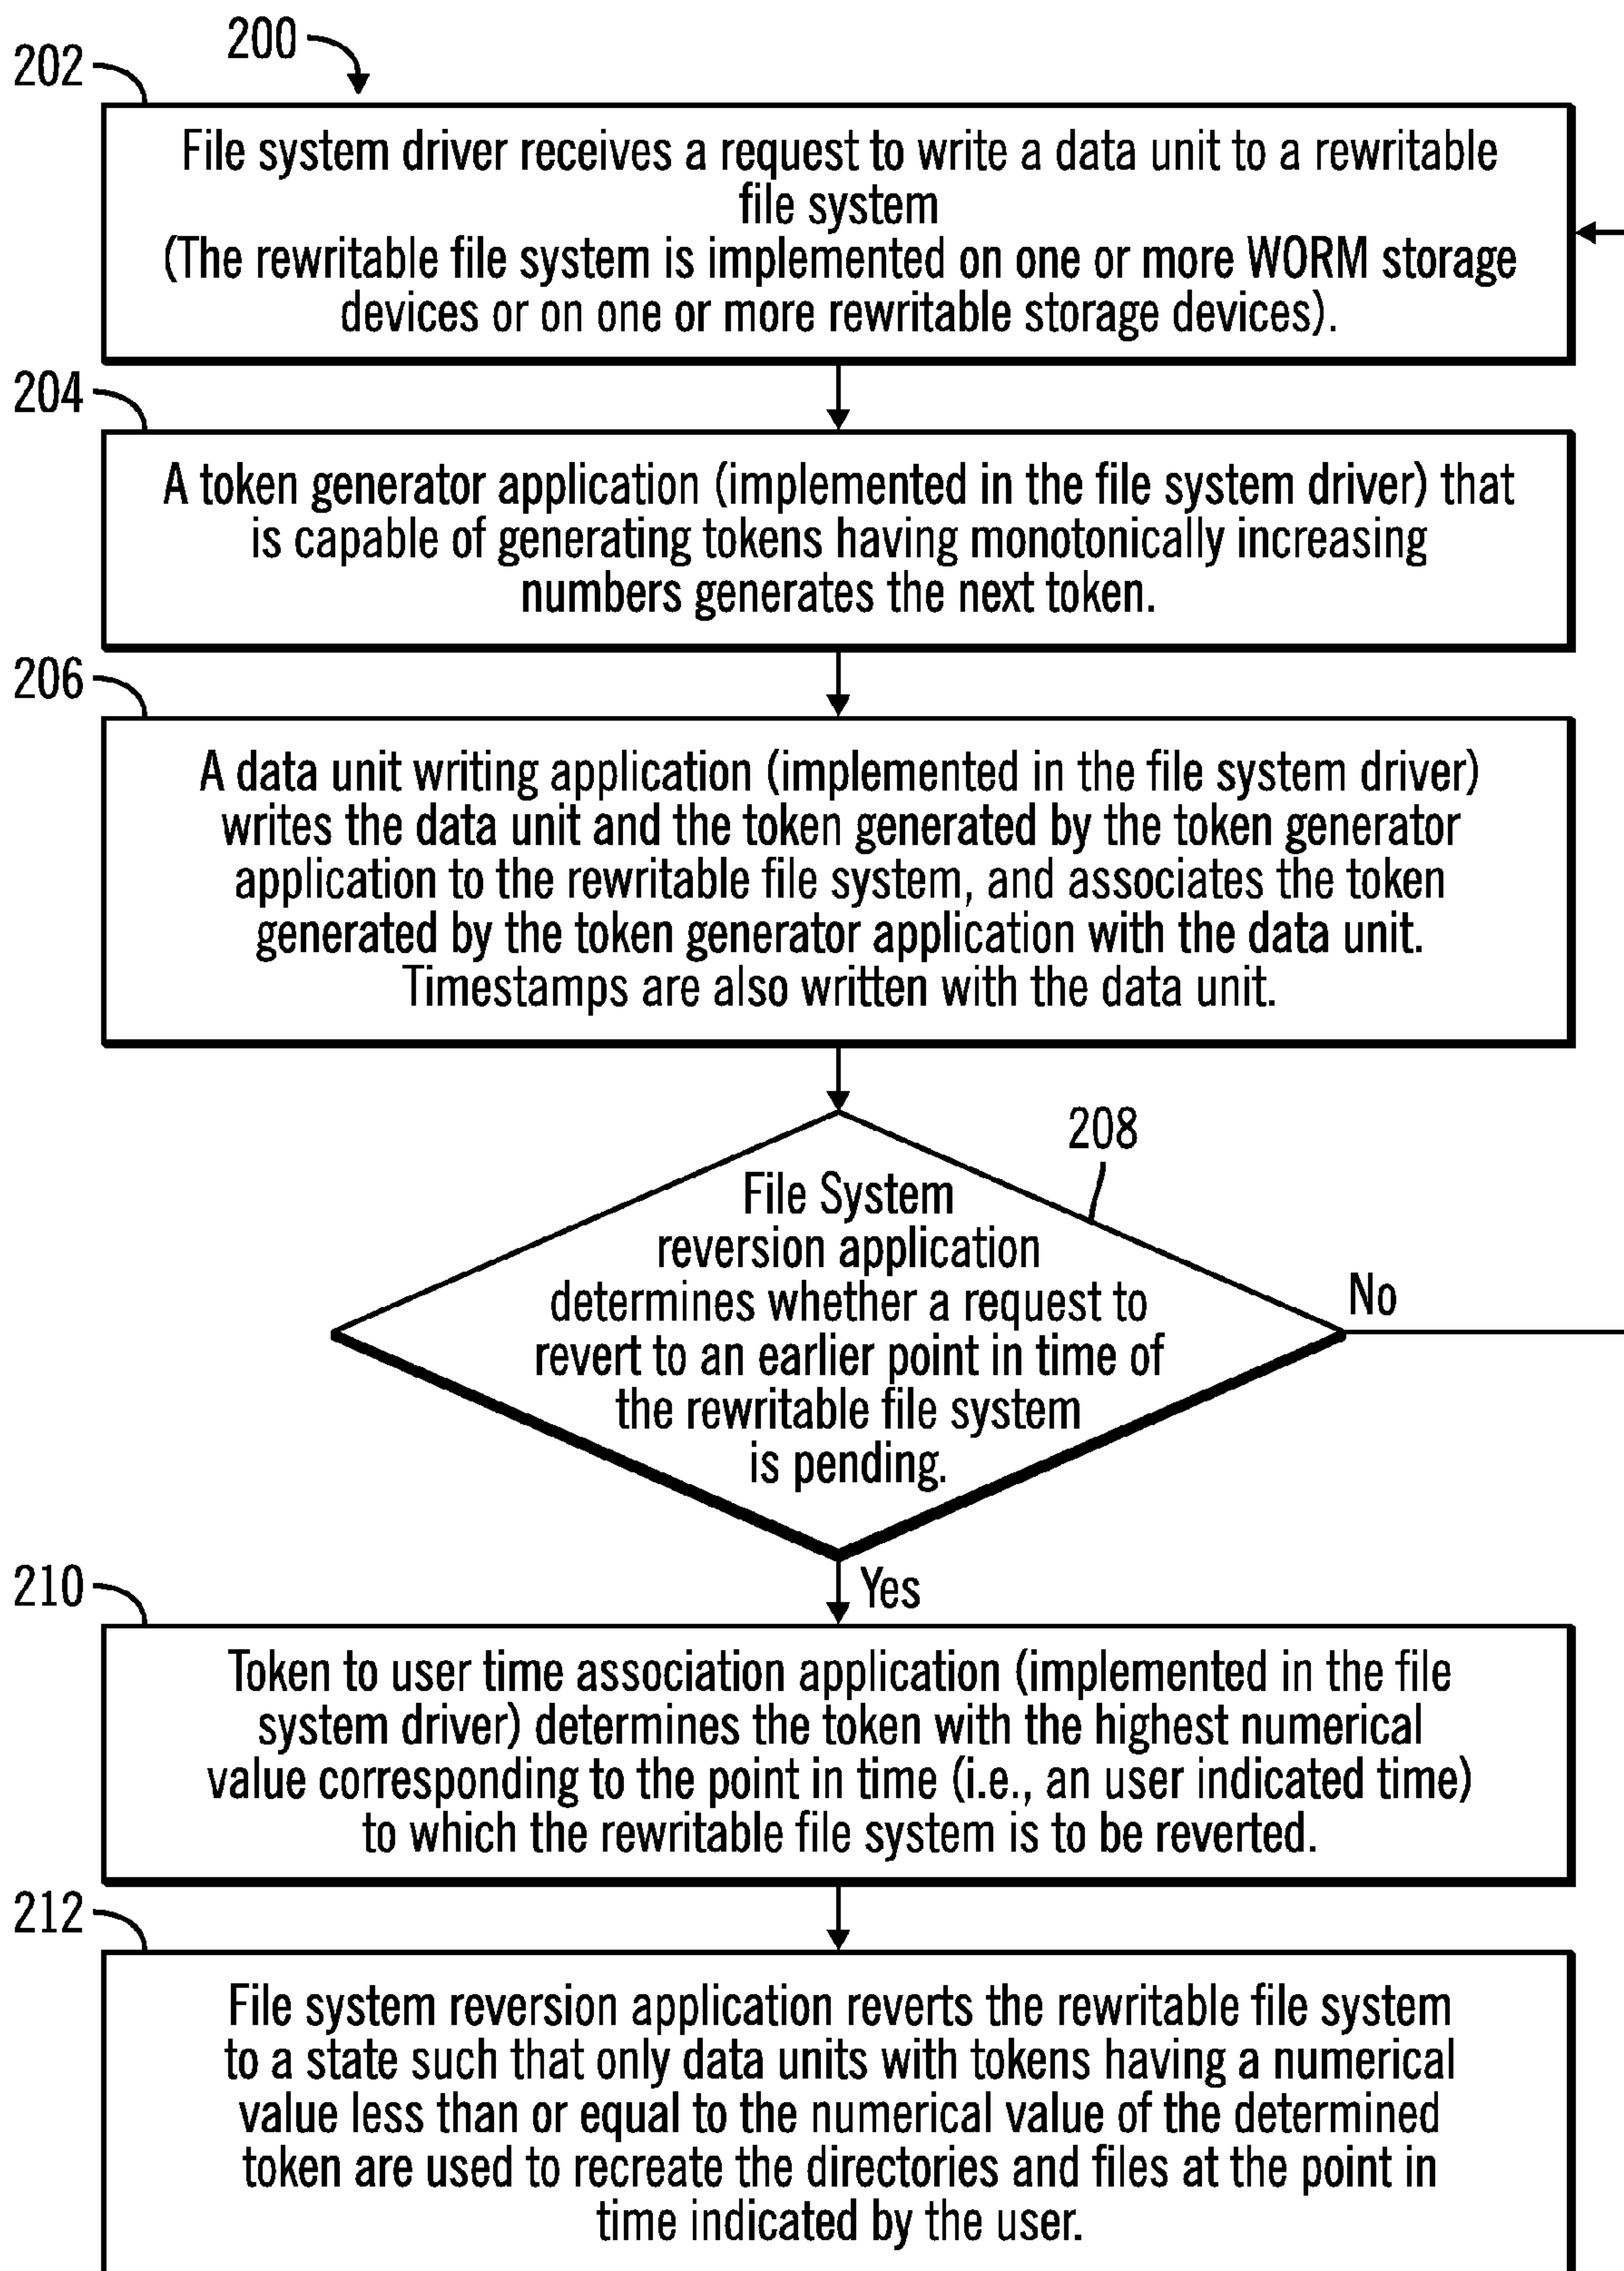 200
202
File system driver receives a request to write a data unit to a rewritable
file system
(The rewritable file system is implemented on one or more WORM storage
devices or on one or more rewritable storage devices).
204
A token generator application (implemented in the file system driver) that
is capable of generating tokens having monotonically increasing
numbers generates the next token.
206
A data unit writing application (implemented in the file system driver)
writes the data unit and the token generated by the token generator
application to the rewritable file system, and associates the token
generated by the token generator application with the data unit.
Timestamps are also written with the data unit.
208
File System
reversion application
determines whether a request to
revert to an earlier point in time of
the rewritable file system
is pending.
No
Yes
210
Token to user time association application (implemented in the file
system driver) determines the token with the highest numerical
value corresponding to the point in time (i.e., an user indicated time)
to which the rewritable file system is to be reverted.
212
File system reversion application reverts the rewritable file system
to a state such that only data units with tokens having a numerical
value less than or equal to the numerical value of the determined
token are used to recreate the directories and files at the point in
time indicated by the user.